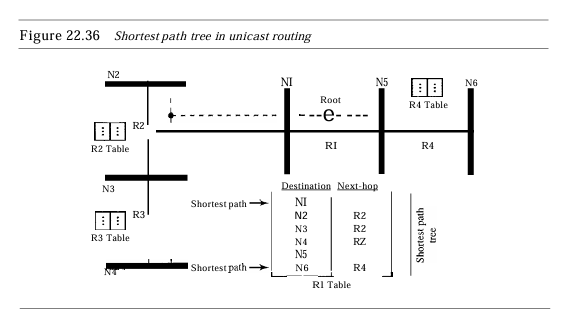 Figure 22.36 Shortest path tree in unicast routing
N2
NI
N5
N6
Root
e
R4 Table
R2
R2 Table
RI
R4
N3
Destination Next-hop
Shortest path
NI
N2 R2
N3 R2
N4 RZ
N5
N6 R4
R3
R3 Table
Shortest path
N4
RI Table
Shortest path
tree